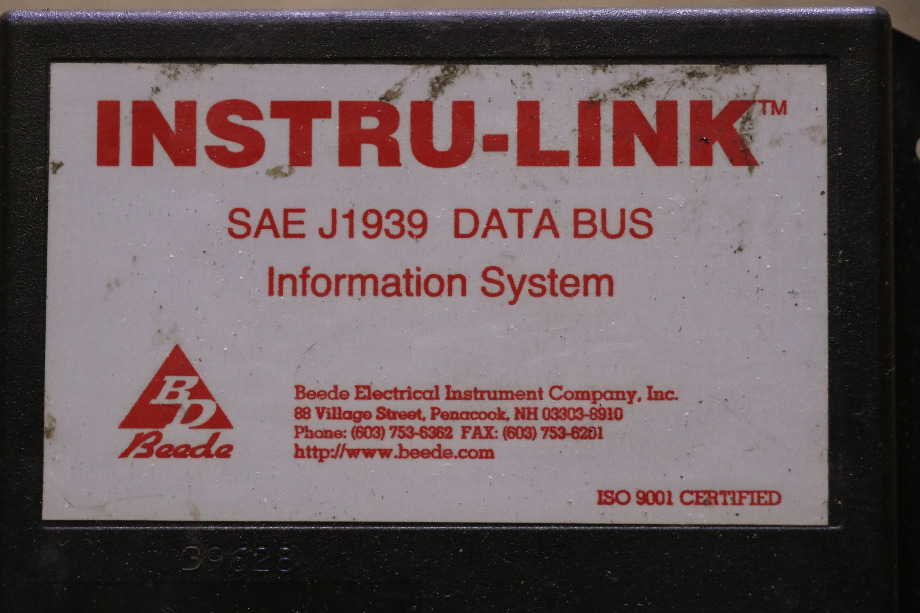 INSTRU-LINK™
SAE J1939 DATA BUS
Information System
BD
Beede
Beede Electrical Instrument Company, Inc.
88 Village Street, Penacook, NH 03303-6910
Phone: (603) 753-6362 FAX: (603) 753-6201
http://www.beede.com
ISO 9001 CERTIFIED
39628